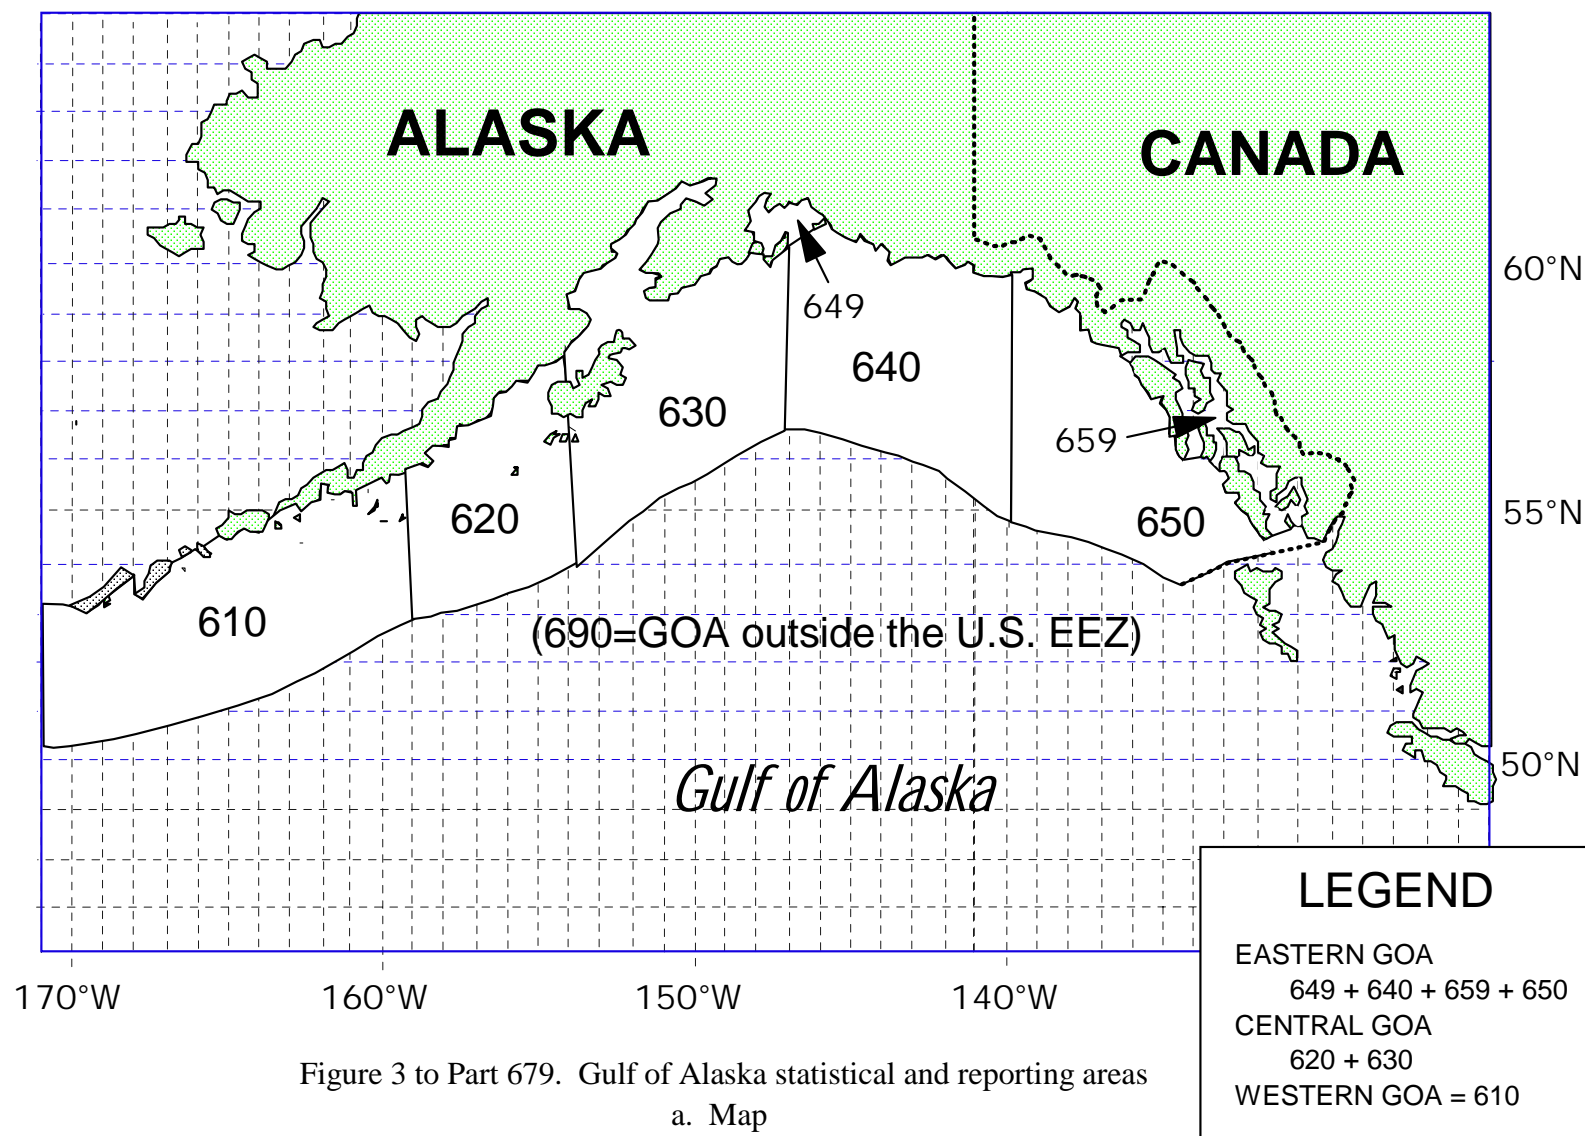 ALASKA
CANADA
60°N
649
640
630
659
55°N
620
650
610
(690=GOA outside the U.S. EEZ)
50°N
Gulf of Alaska
LEGEND
EASTERN GOA
649 + 640 + 659 + 650
CENTRAL GOA
620 + 630
WESTERN GOA = 610
170°W
160°W
150°W
140°W
Figure 3 to Part 679. Gulf of Alaska statistical and reporting areas
a. Map